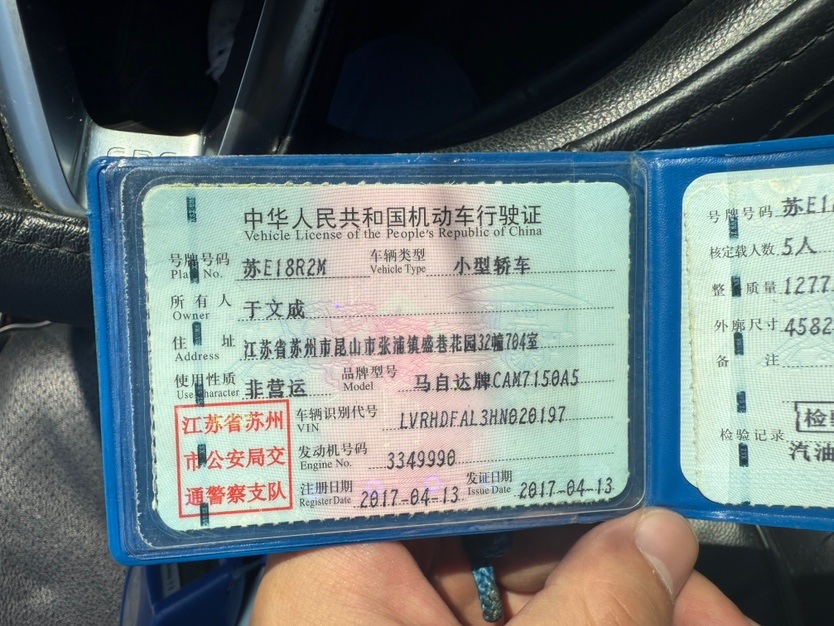 中华人民共和国机动车行驶证
Vehicle License of the People's Republic of China
号牌号码 苏E18R2M 车辆类型 小型轿车
Plate No. Vehicle Type
所有人 于文成
Owner
住址 江苏省苏州市昆山市张浦镇盛巷花园32幢704室
Address
使用性质 非营运 品牌型号 马自达牌CAM7150A5
Use Character Model
江苏省苏州
市公安局交
通警察支队
车辆识别代号 LVRHDFAL3HN020197
VIN
发动机号码 3349990
Engine No.
注册日期 2017-04-13 发证日期 2017-04-13
Register Date Issue Date
号牌号码 苏E1
核定载人数 5人
整 质量 1277
外廓尺寸 4582
备注
检验记录
汽油